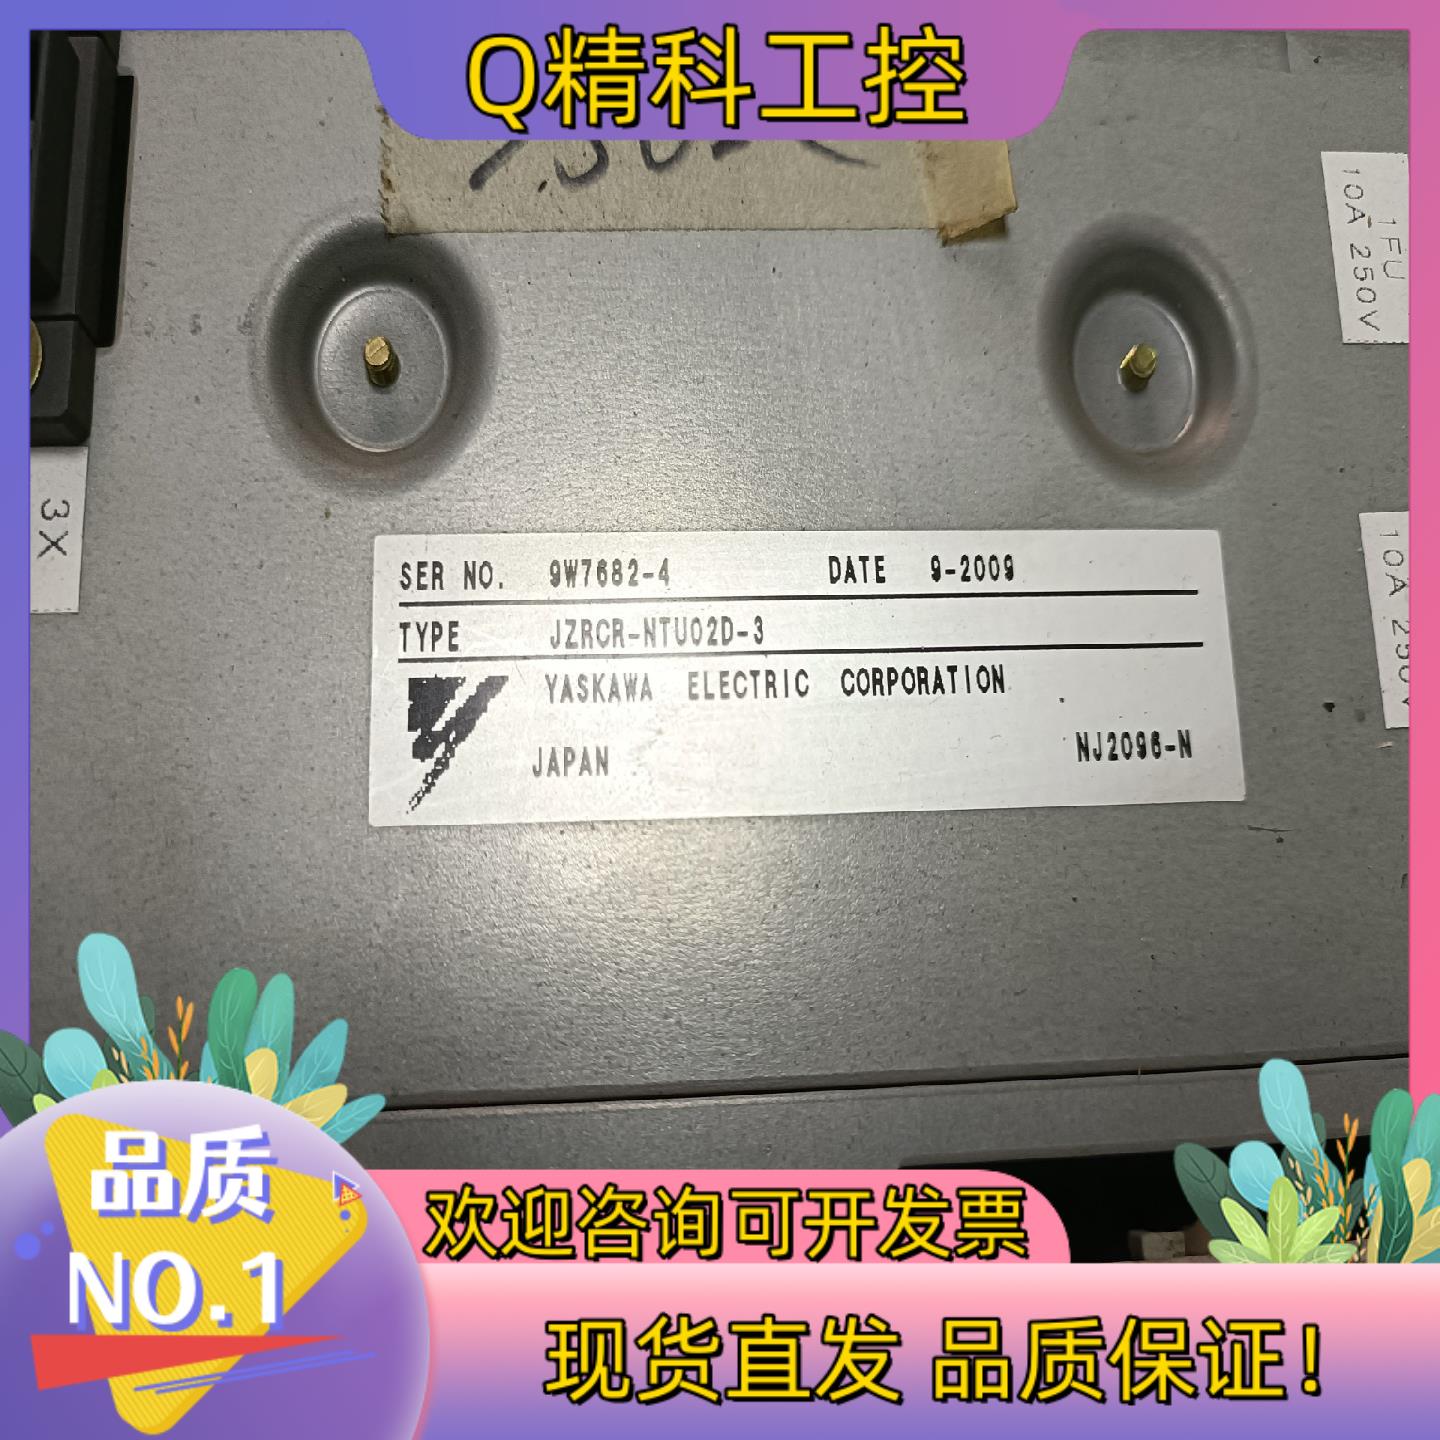 Q精科工控
1FU
10A 250V
3X
10A 250V
SER NO. 9W7682-4 DATE 9-2009
TYPE JZRCR-NTU02D-3
YASKAWA ELECTRIC CORPORATION
JAPAN NJ2096-N
品质
NO.1
欢迎咨询可开发票
现货直发 品质保证!